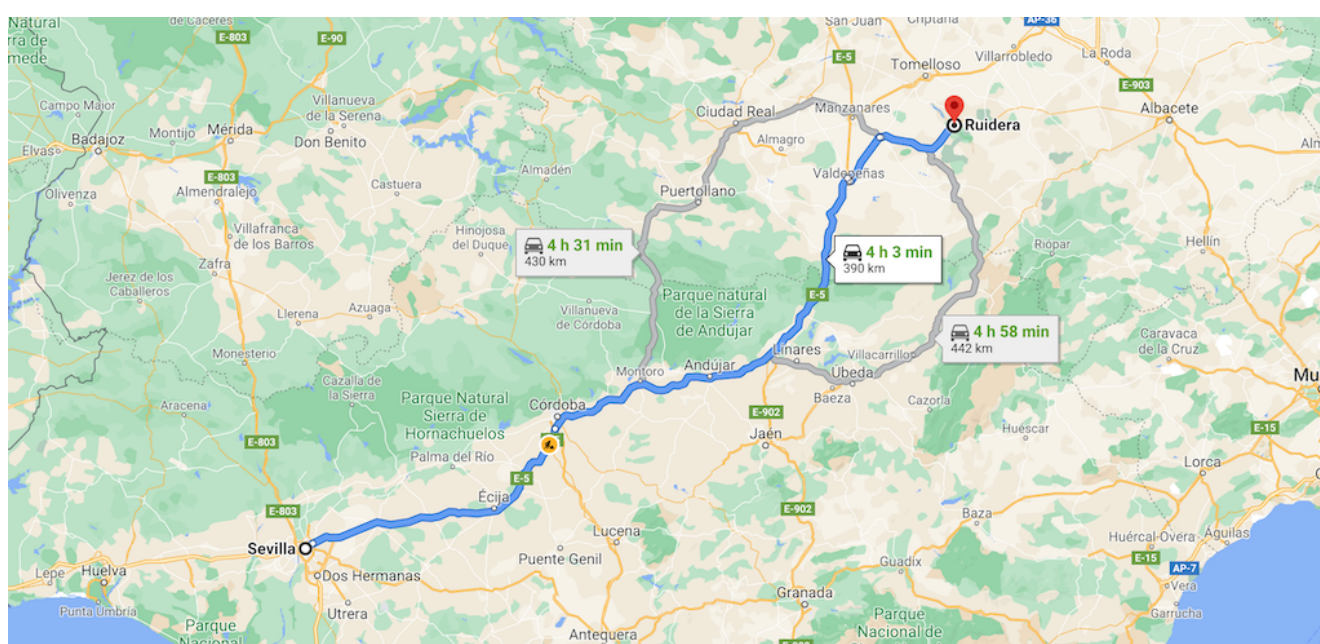 Natural
rra de
mede
de Cáceres
E-803
E-90
San Juan
Criptana
AP-36
E-5
Tomelloso
Villarrobledo
La Roda
E-903
Campo Major
Villanueva
de la Serena
Ciudad Real
Manzanares
Albacete
Badajoz
Montijo
Mérida
Don Benito
Almagro
Ruidera
Elvas
Alm
E-803
Almadén
Valdepeñas
Olivenza
Almendralejo
Castuera
Puertollano
Villafranca
de los Barros
Hinojosa
del Duque
4 h 31 min
430 km
4 h 3 min
390 km
Riópar
Hellín
Zafra
Jerez de los
Caballeros
Parque natural
de la Sierra
de Andújar
E-5
Llerena
Azuaga
Villanueva
de Córdoba
4 h 58 min
442 km
Caravaca
de la Cruz
Monesterio
Linares
Villacarrillo
Andújar
Montoro
Úbeda
Mu
Cazalla de
la Sierra
Parque Natural
Sierra de
Hornachuelos
Baeza
Cazorla
Aracena
Córdoba
E-902
Huéscar
E-15
E-803
Jaén
Palma del Río
Lorca
E-5
Écija
E-803
E-902
Baza
Lucena
Huércal-Overa
Águilas
Sevilla
Puente Genil
E-15
Guadix
AP-7
Lepe
Huelva
Dos Hermanas
Vera
Granada
Punta Umbría
Utrera
Garrucha
Parque
Nacional
Antequera
Parque
Nacional de